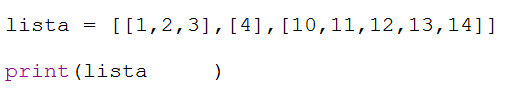 lista = [[1,2,3],[4],[10,11,12,13,14]]
print(lista     )